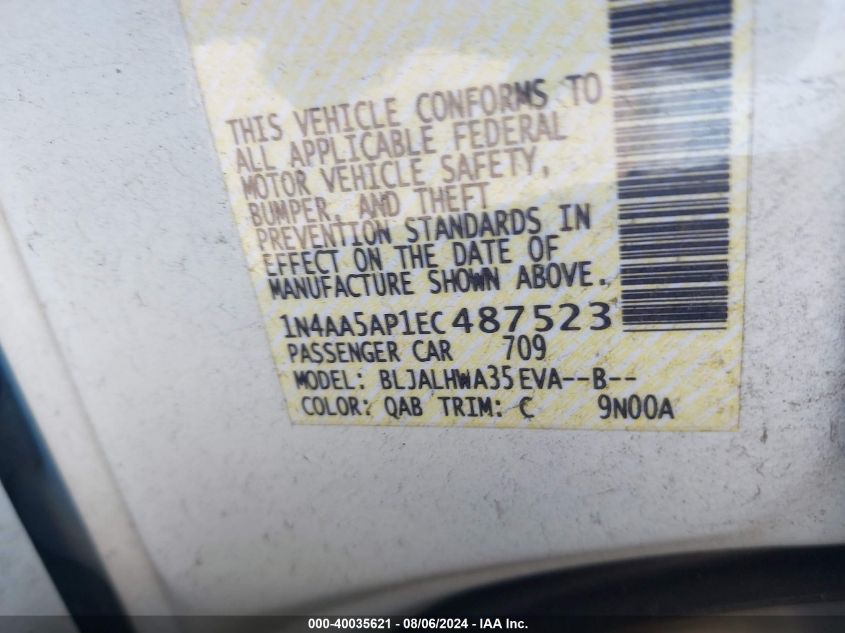 THIS VEHICLE CONFORMS TO
ALL APPLICABLE FEDERAL
MOTOR VEHICLE SAFETY,
BUMPER, AND THEFT
PREVENTION STANDARDS IN
EFFECT ON THE DATE OF
MANUFACTURE SHOWN ABOVE.
1N4AA5AP1EC487523
PASSENGER CAR 709
MODEL: BLJALHWA35EVA--B--
COLOR: QAB TRIM: C 9N00A
000-40035621 - 08/06/2024 - IAA Inc.